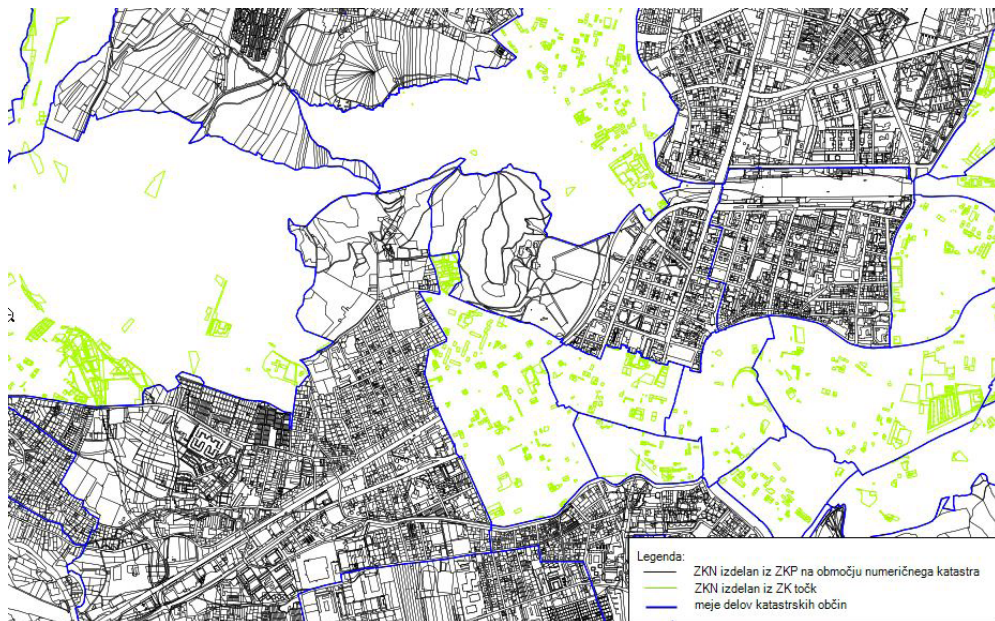 Legenda:
ZKN izdelan iz ZKP na območju numeričnega katastra
ZKN izdelan iz ZK točk
meje delov katastrskih občin